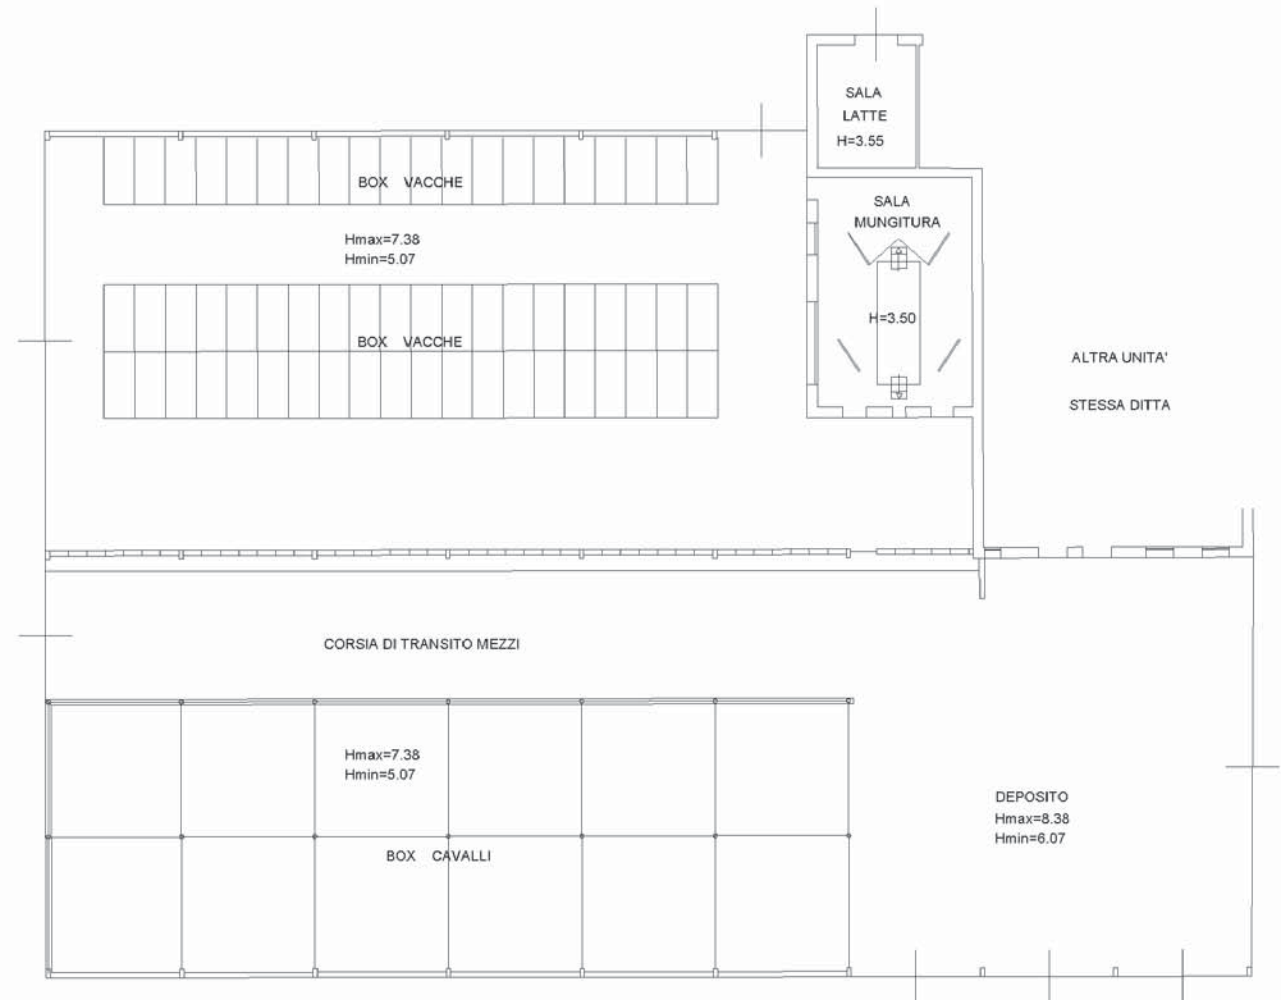 SALA
LATTE
H=3.55
BOX VACCHE
SALA
MUNGITURA
Hmax=7.38
Hmin=5.07
H=3.50
BOX VACCHE
ALTRA UNITA'
STESSA DITTA
CORSIA DI TRANSITO MEZZI
Hmax=7.38
Hmin=5.07
DEPOSITO
Hmax=8.38
Hmin=6.07
BOX CAVALLI